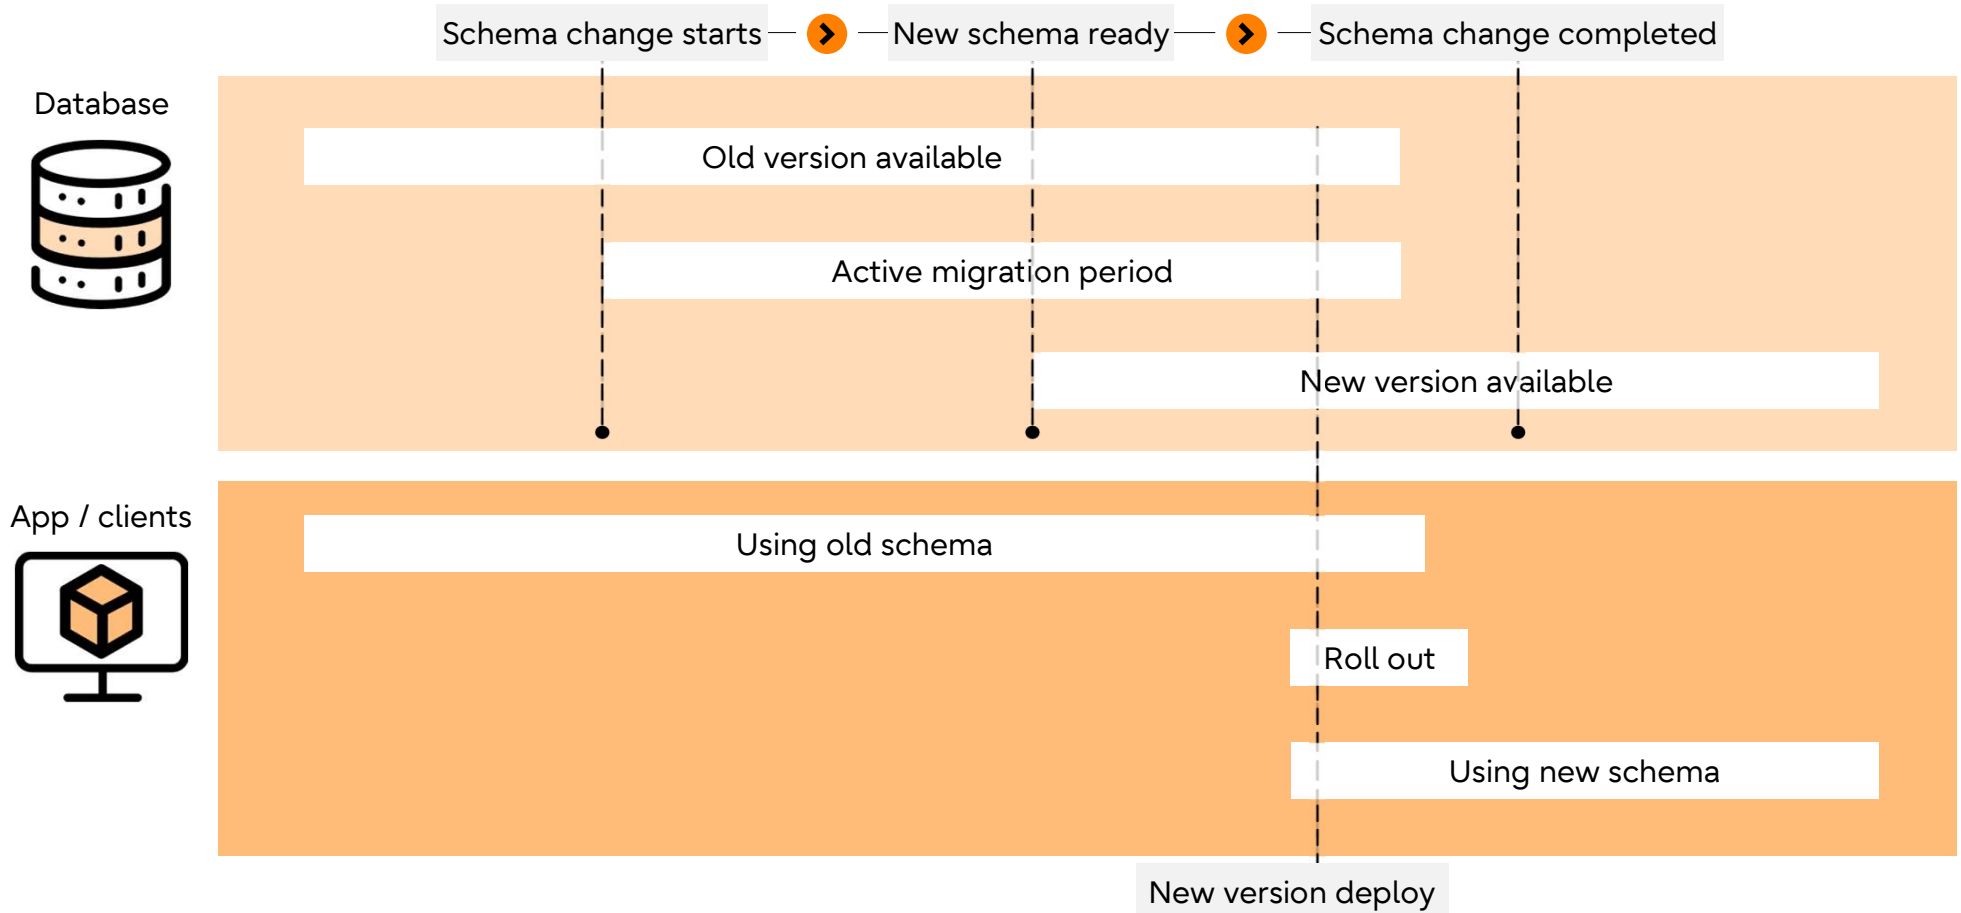 Schema change starts
New schema ready
Schema change completed
Database
Old version available
Active migration period
New version available
App / clients
Using old schema
Roll out
Using new schema
New version deploy